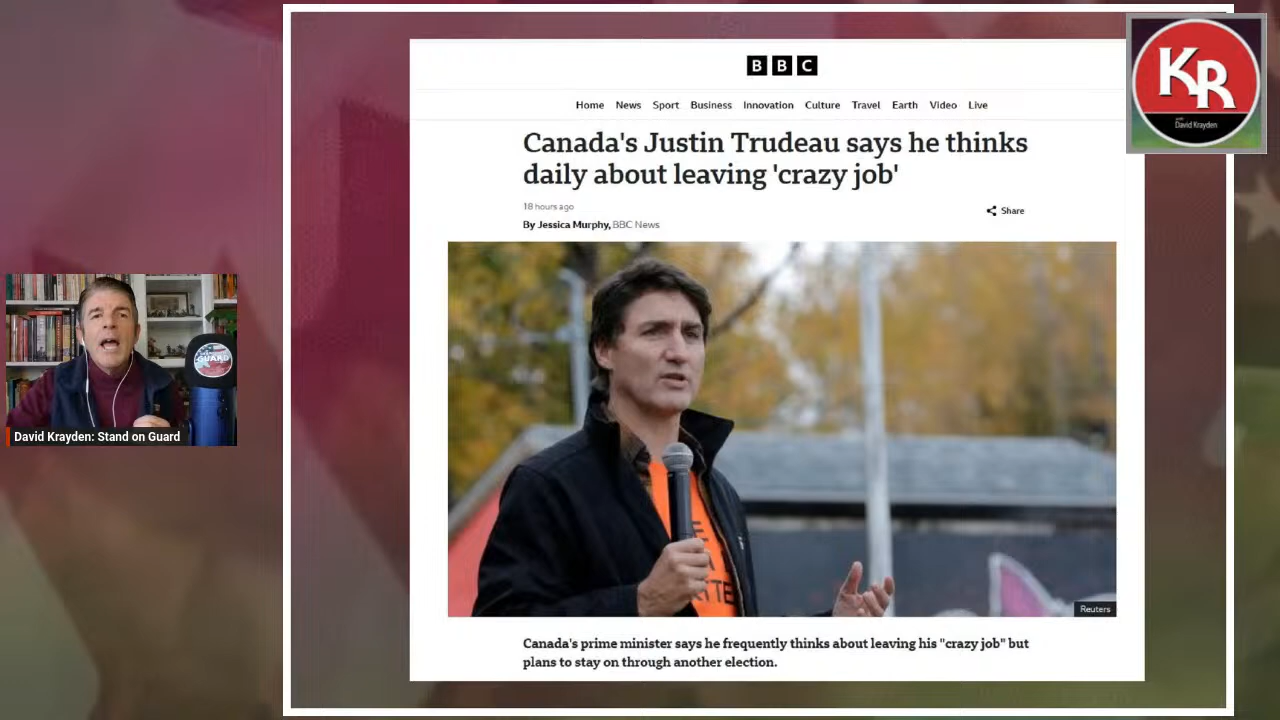 B B C
Home News Sport Business Innovation Culture Travel Earth Video Live
Canada's Justin Trudeau says he thinks
daily about leaving 'crazy job'
18 hours ago
Share
By Jessica Murphy, BBC News
Reuters
Canada's prime minister says he frequently thinks about leaving his "crazy job" but
plans to stay on through another election.
KR
with
David Krayden
GUARD
David Krayden: Stand on Guard